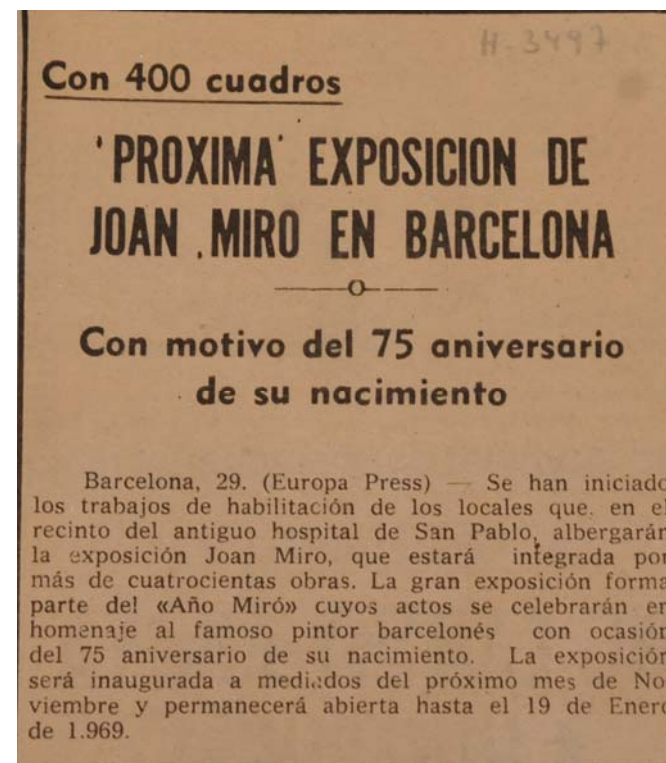 H-3497
Con 400 cuadros
'PROXIMA' EXPOSICION DE
JOAN MIRO EN BARCELONA
Con motivo del 75 aniversario
de su nacimiento
Barcelona, 29. (Europa Press) — Se han iniciado
los trabajos de habilitación de los locales que, en el
recinto del antiguo hospital de San Pablo, albergarán
la exposición Joan Miro, que estará integrada por
más de cuatrocientas obras. La gran exposición forma
parte del «Año Miró» cuyos actos se celebrarán en
homenaje al famoso pintor barcelonés con ocasión
del 75 aniversario de su nacimiento. La exposición
será inaugurada a mediados del próximo mes de No
viembre y permanecerá abierta hasta el 19 de Enero
de 1.969.